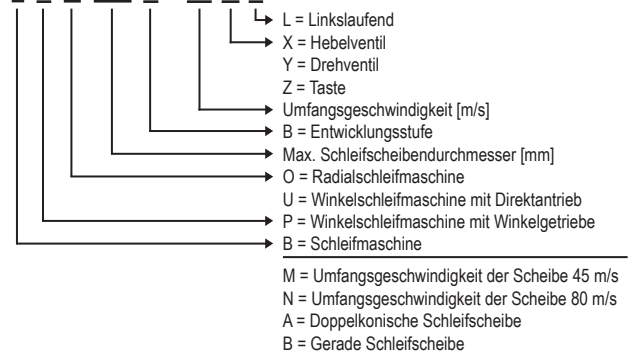 L = Linkslaufend
X = Hebelventil
Y = Drehventil
Z = Taste
Umfangsgeschwindigkeit [m/s]
B = Entwicklungsstufe
Max. Schleifscheibendurchmesser [mm]
O = Radialschleifmaschine
U = Winkelschleifmaschine mit Direktantrieb
P = Winkelschleifmaschine mit Winkelgetriebe
B = Schleifmaschine
M = Umfangsgeschwindigkeit der Scheibe 45 m/s
N = Umfangsgeschwindigkeit der Scheibe 80 m/s
A = Doppelkonische Schleifscheibe
B = Gerade Schleifscheibe